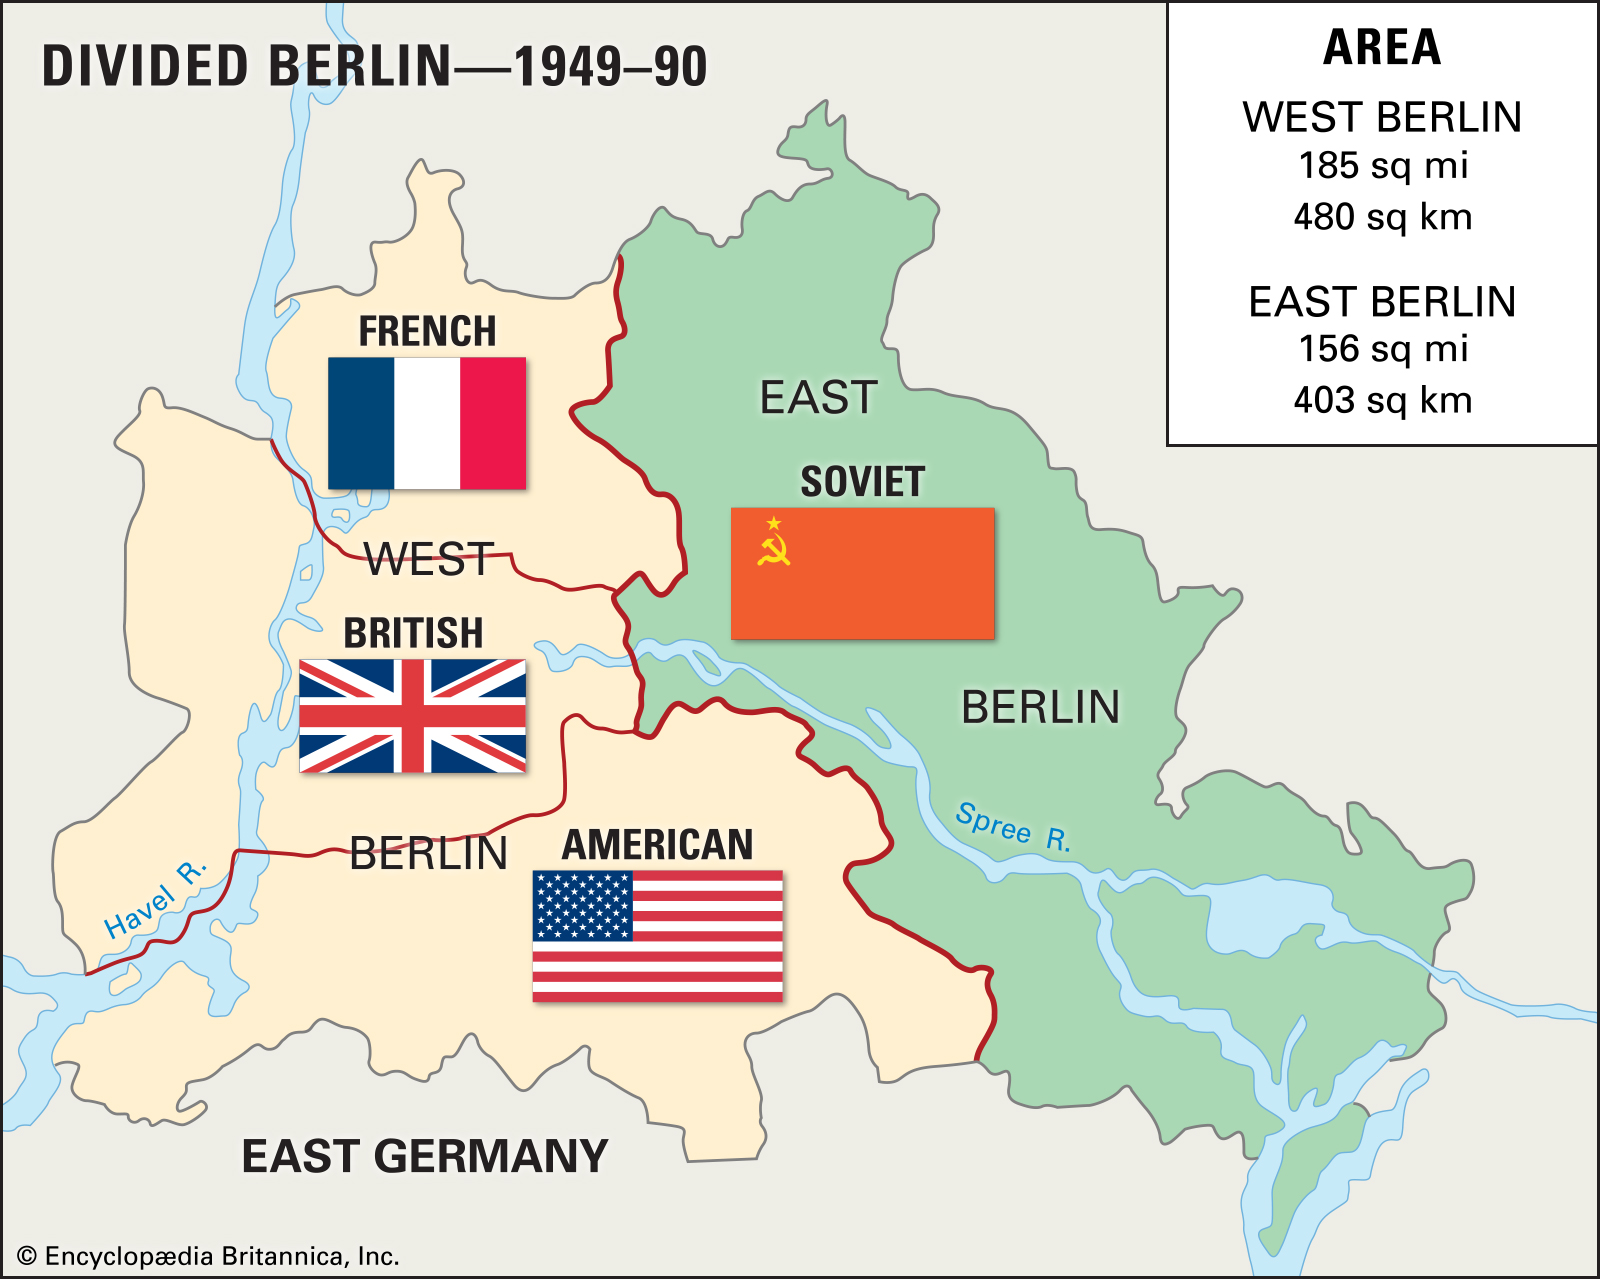 DIVIDED BERLIN—1949–90
AREA
WEST BERLIN
185 sq mi
480 sq km
EAST BERLIN
156 sq mi
403 sq km
FRENCH
EAST
SOVIET
WEST
BRITISH
BERLIN
Spree R.
BERLIN
AMERICAN
Havel R.
EAST GERMANY
© Encyclopædia Britannica, Inc.